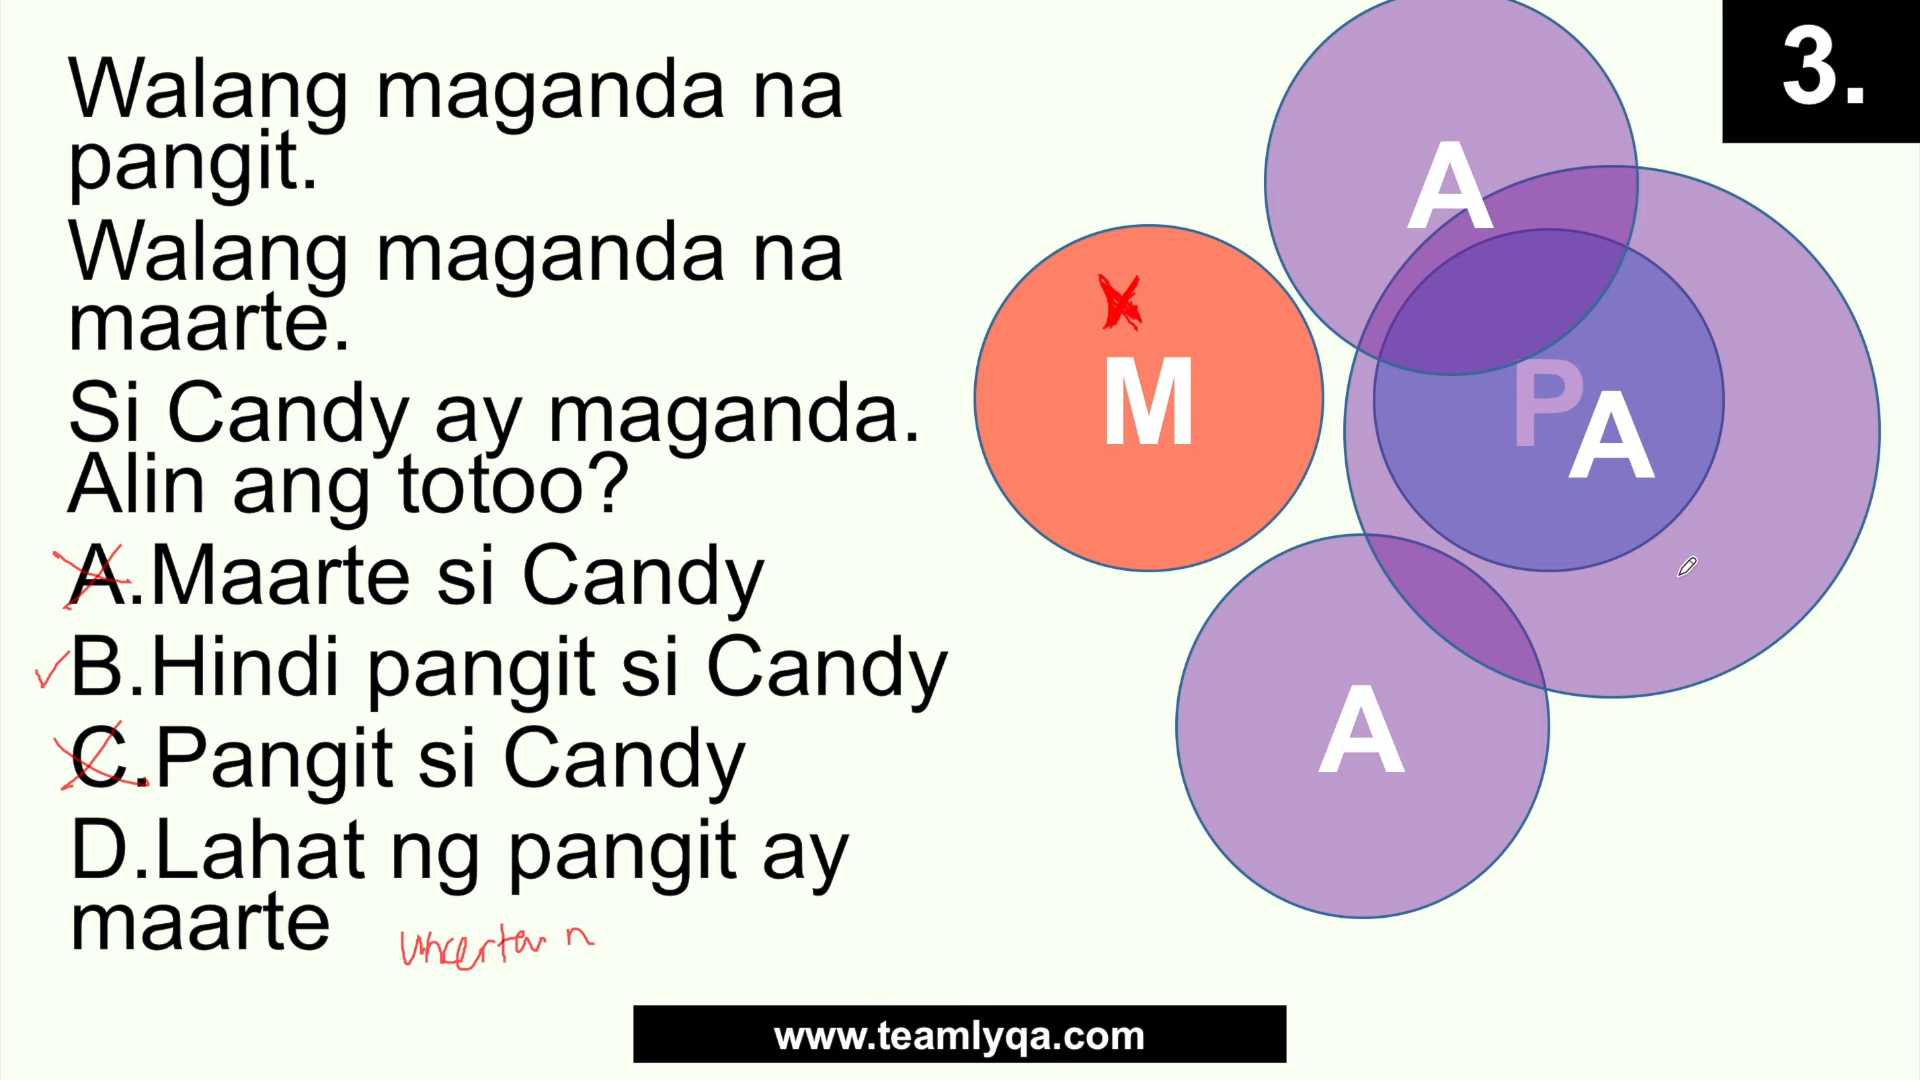 3.
Walang maganda na
pangit.
Walang maganda na
maarte.
Si Candy ay maganda.
Alin ang totoo?
A.Maarte si Candy
B.Hindi pangit si Candy
C.Pangit si Candy
D.Lahat ng pangit ay
maarte
uncertain
A
M
P
A
A
www.teamlyqa.com